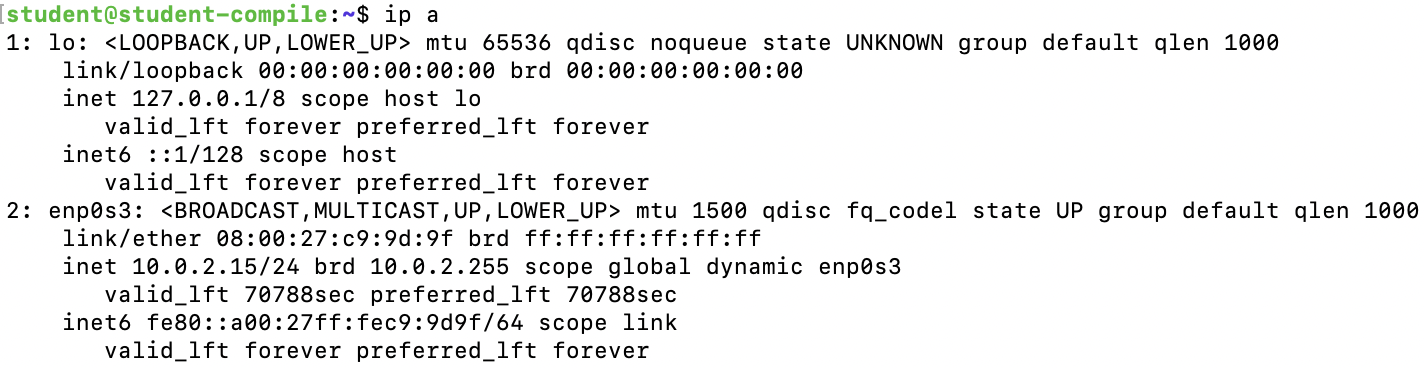 [student@student-compile:~$ ip a
1: lo: <LOOPBACK,UP,LOWER_UP> mtu 65536 qdisc noqueue state UNKNOWN group default qlen 1000
    link/loopback 00:00:00:00:00:00 brd 00:00:00:00:00:00
    inet 127.0.0.1/8 scope host lo
       valid_lft forever preferred_lft forever
    inet6 ::1/128 scope host
       valid_lft forever preferred_lft forever
2: enp0s3: <BROADCAST,MULTICAST,UP,LOWER_UP> mtu 1500 qdisc fq_codel state UP group default qlen 1000
    link/ether 08:00:27:c9:9d:9f brd ff:ff:ff:ff:ff:ff
    inet 10.0.2.15/24 brd 10.0.2.255 scope global dynamic enp0s3
       valid_lft 70788sec preferred_lft 70788sec
    inet6 fe80::a00:27ff:fec9:9d9f/64 scope link
       valid_lft forever preferred_lft forever